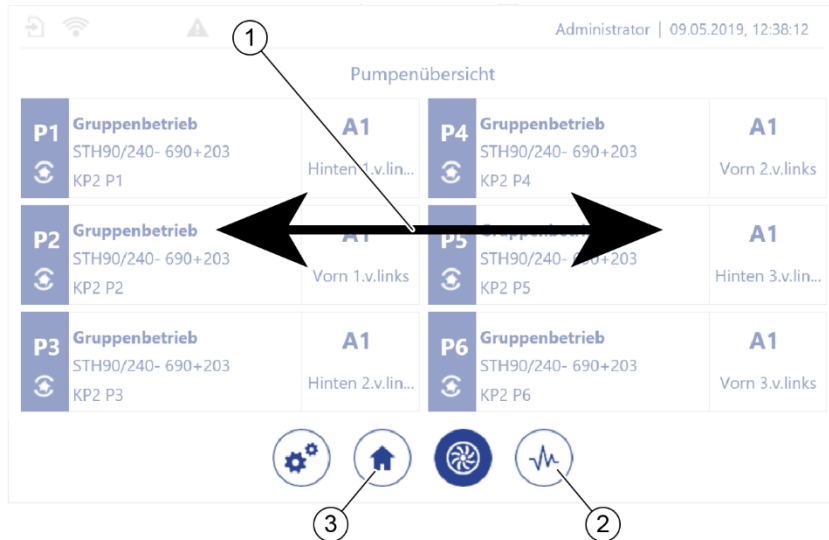 Administrator | 09.05.2019, 12:38:12
1
Pumpenübersicht
P1
Gruppenbetrieb
STH90/240- 690+203
KP2 P1
A1
Hinten 1.v.lin...
P4
Gruppenbetrieb
STH90/240- 690+203
KP2 P4
A1
Vorn 2.v.links
P2
Gruppenbetrieb
STH90/240- 690+203
KP2 P2
A1
Vorn 1.v.links
P5
STH90/240- 690+203
KP2 P5
A1
Hinten 3.v.lin...
P3
Gruppenbetrieb
STH90/240- 690+203
KP2 P3
A1
Hinten 2.v.lin...
P6
Gruppenbetrieb
STH90/240- 690+203
KP2 P6
A1
Vorn 3.v.links
3
2